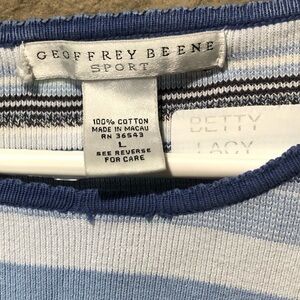 GEOFFREY BEENE
SPORT
100% COTTON
MADE IN MACAU
RN 36543
L
SEE REVERSE
FOR CARE
BETTY
LACY